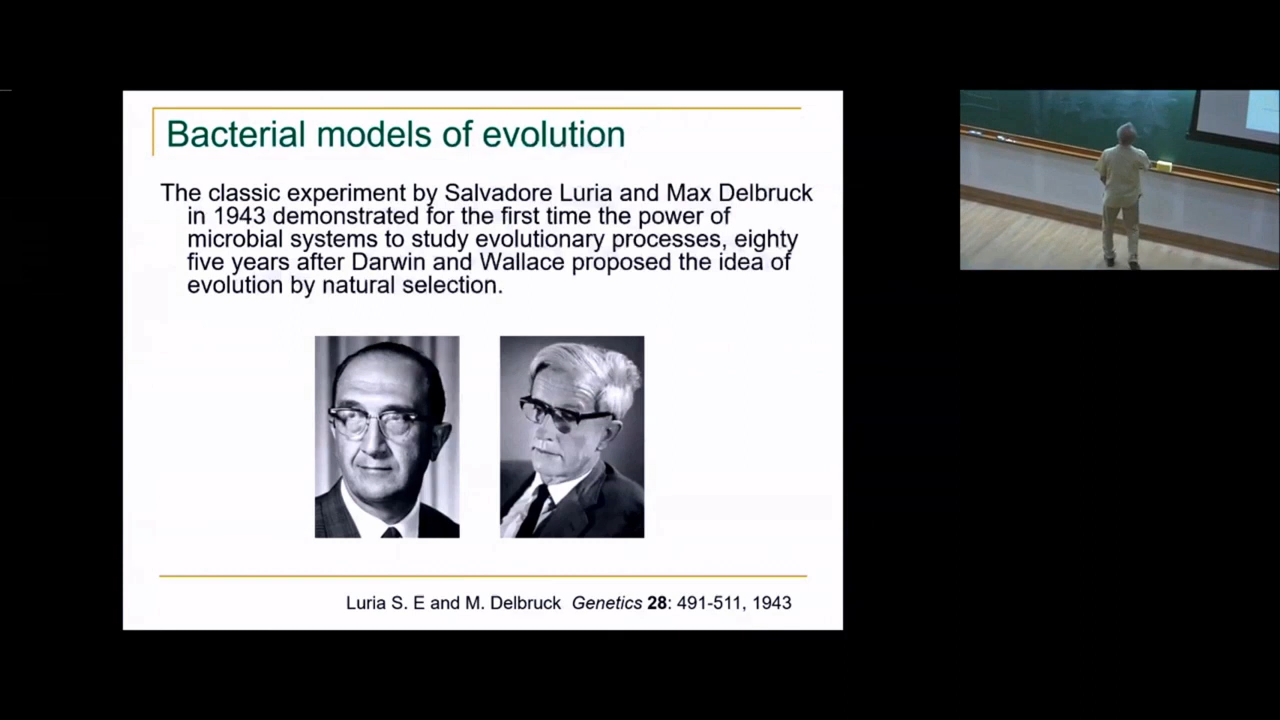 Bacterial models of evolution
The classic experiment by Salvadore Luria and Max Delbruck
in 1943 demonstrated for the first time the power of
microbial systems to study evolutionary processes, eighty
five years after Darwin and Wallace proposed the idea of
evolution by natural selection.
Luria S. E and M. Delbruck Genetics 28: 491-511, 1943